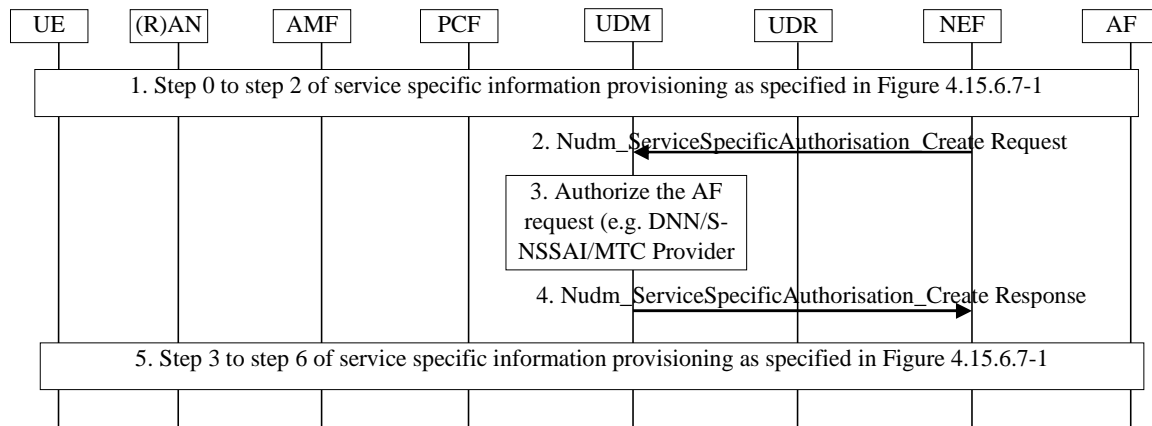 UE (R)AN AMF PCF UDM UDR NEF AF
1. Step 0 to step 2 of service specific information provisioning as specified in Figure 4.15.6.7-1
2. Nudm_ServiceSpecificAuthorisation_Create Request
3. Authorize the AF
request (e.g. DNN/S-
NSSAI/MTC Provider
4. Nudm_ServiceSpecificAuthorisation_Create Response
5. Step 3 to step 6 of service specific information provisioning as specified in Figure 4.15.6.7-1